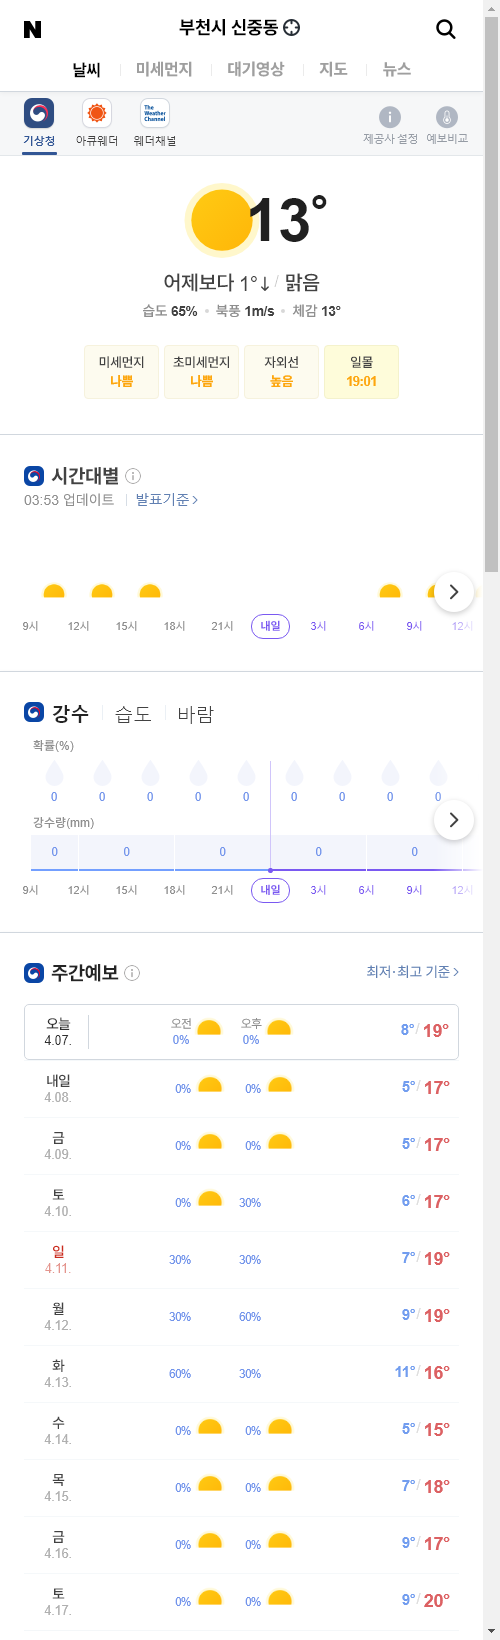 N
부천시 신중동
날씨 미세먼지 대기영상 지도 뉴스
The Weather Channel
기상청 아큐웨더 웨더채널 제공사 설정 예보비교
13°
어제보다 1°↓ / 맑음
습도 65% • 북풍 1m/s • 체감 13°
미세먼지 초미세먼지 자외선 일몰
나쁨 나쁨 높음 19:01
시간대별
03:53 업데이트 발표기준 >
9시 12시 15시 18시 21시 내일 3시 6시 9시 12시
강수 습도 바람
확률(%)
0 0 0 0 0 0 0 0 0
강수량(mm)
0 0 0 0 0
9시 12시 15시 18시 21시 내일 3시 6시 9시 12시
주간예보 최저·최고 기준 >
오늘 오전 오후
4.07. 0% 0% 8°/ 19°
내일
4.08. 0% 0% 5°/ 17°
금
4.09. 0% 0% 5°/ 17°
토
4.10. 0% 30% 6°/ 17°
일
4.11. 30% 30% 7°/ 19°
월
4.12. 30% 60% 9°/ 19°
화
4.13. 60% 30% 11°/ 16°
수
4.14. 0% 0% 5°/ 15°
목
4.15. 0% 0% 7°/ 18°
금
4.16. 0% 0% 9°/ 17°
토
4.17. 0% 0% 9°/ 20°